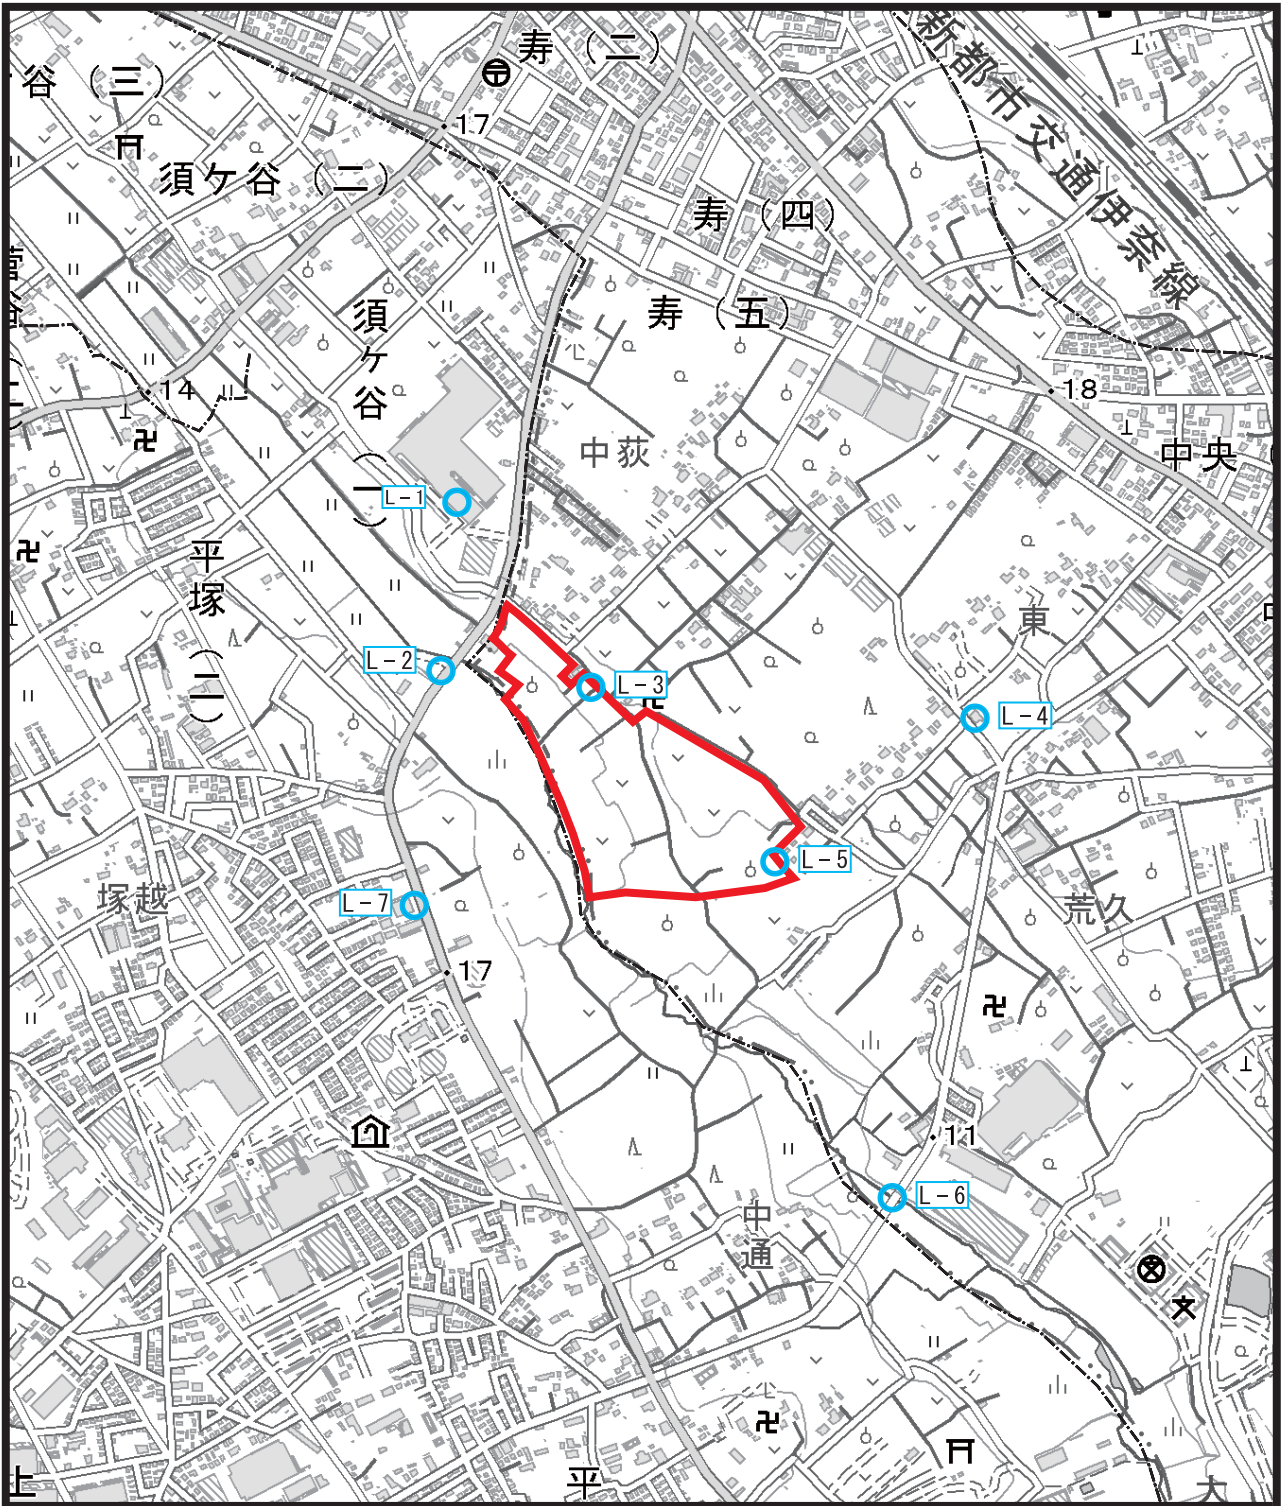 寿(二)
新都市交通伊奈線
谷(三)
17
須ケ谷(二)
寿(四)
寿(五)
須ケ谷(一)
14
18
中荻
中央
L-1
平塚(二)
東
L-2
L-3
L-4
L-5
塚越
L-7
荒久
17
11
L-6
中通
上
平